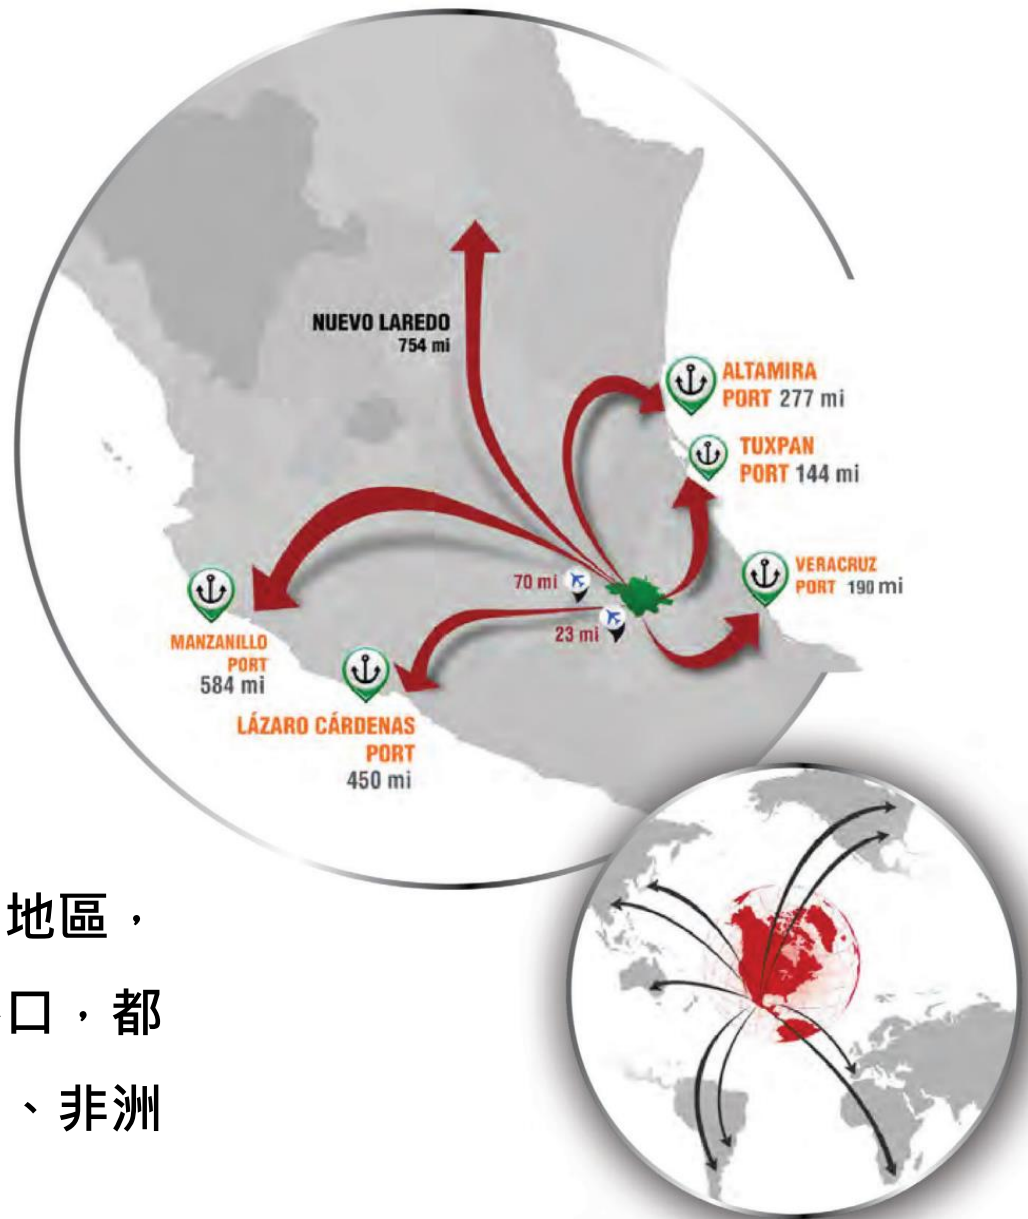 NUEVO LAREDO
754 mi
ALTAMIRA
PORT 277 mi
TUXPAN
PORT 144 mi
VERACRUZ
PORT 190 mi
70 mi
23 mi
MANZANILLO
PORT
584 mi
LÁZARO CÁRDENAS
PORT
450 mi
地區，
口，都
、非洲